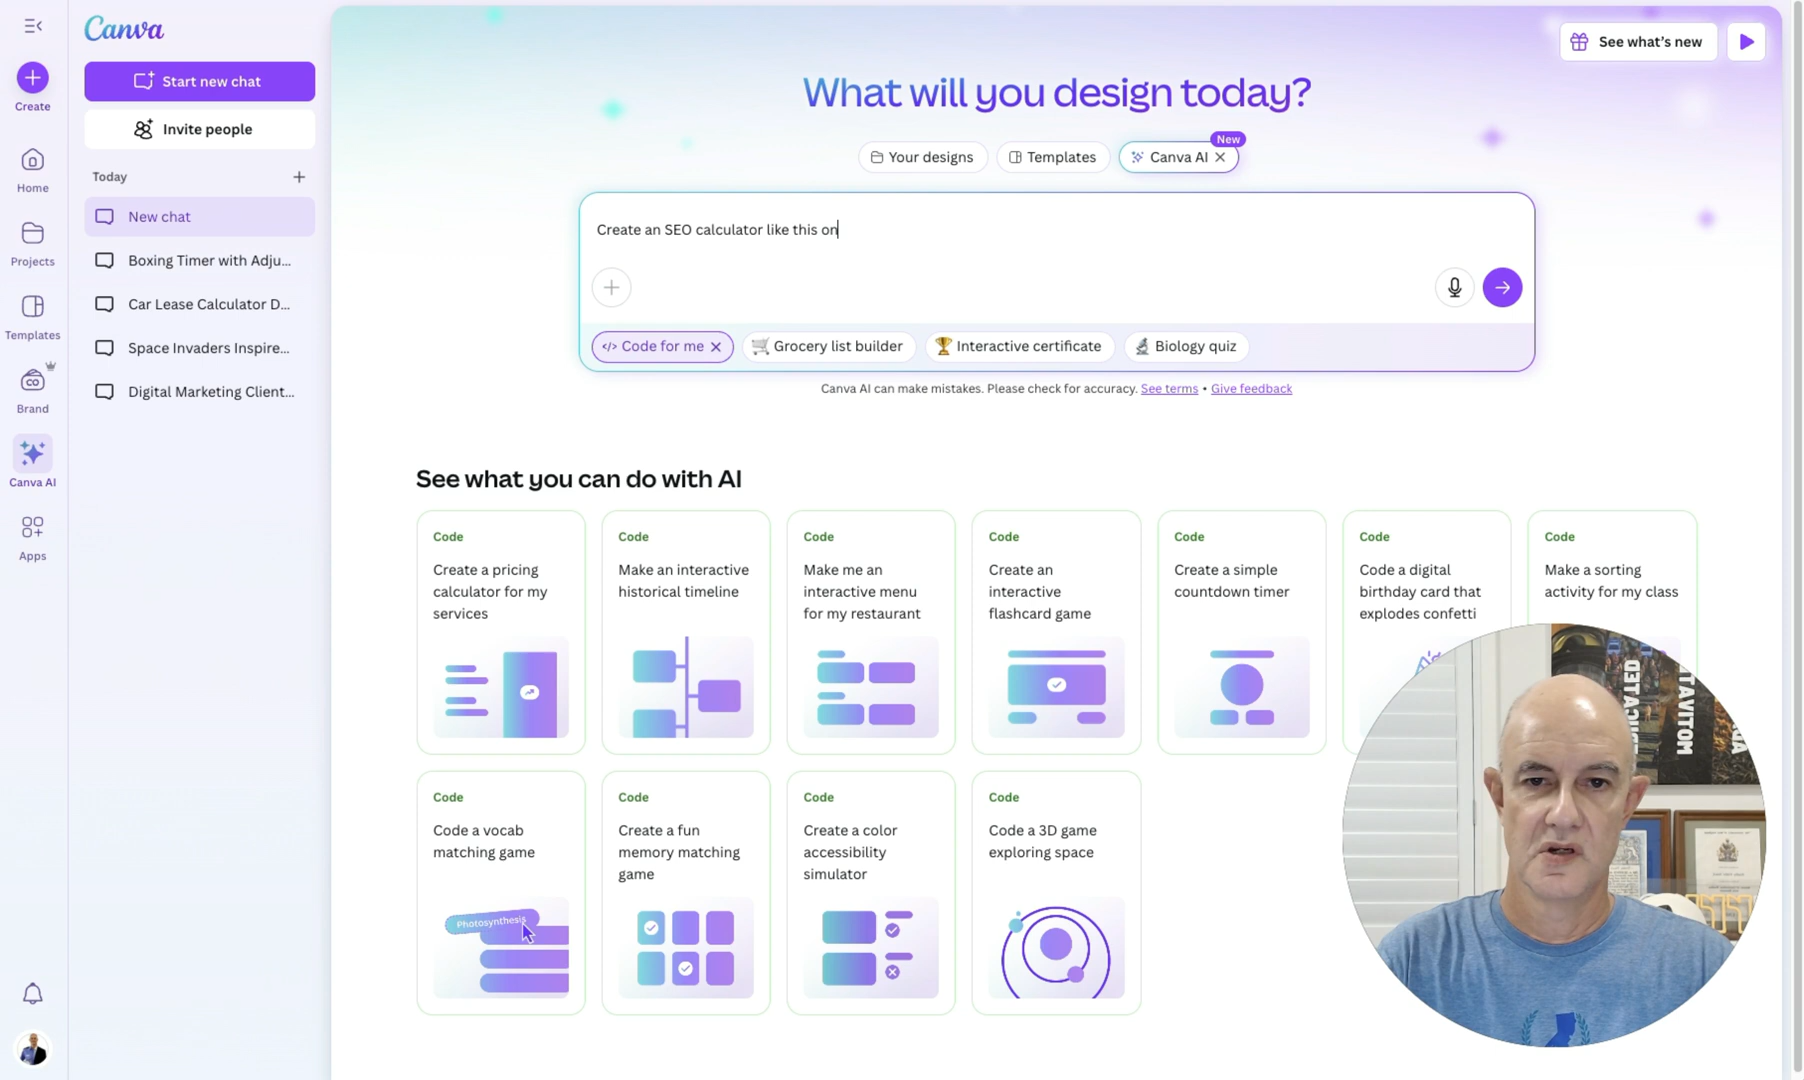 Canva
Start new chat
Invite people
Today
New chat
Boxing Timer with Adju...
Car Lease Calculator D...
Space Invaders Inspire...
Digital Marketing Client...
Create
Home
Projects
Templates
Brand
Canva AI
Apps
See what's new
What will you design today?
Your designs
Templates
Canva AI
New
Create an SEO calculator like this on
</> Code for me
Grocery list builder
Interactive certificate
Biology quiz
Canva AI can make mistakes. Please check for accuracy. See terms • Give feedback
See what you can do with AI
Code
Create a pricing
calculator for my
services
Code
Make an interactive
historical timeline
Code
Make me an
interactive menu
for my restaurant
Code
Create an
interactive
flashcard game
Code
Create a simple
countdown timer
Code
Code a digital
birthday card that
explodes confetti
Code
Make a sorting
activity for my class
Code
Code a vocab
matching game
Photosynthesis
Code
Create a fun
memory matching
game
Code
Create a color
accessibility
simulator
Code
Code a 3D game
exploring space